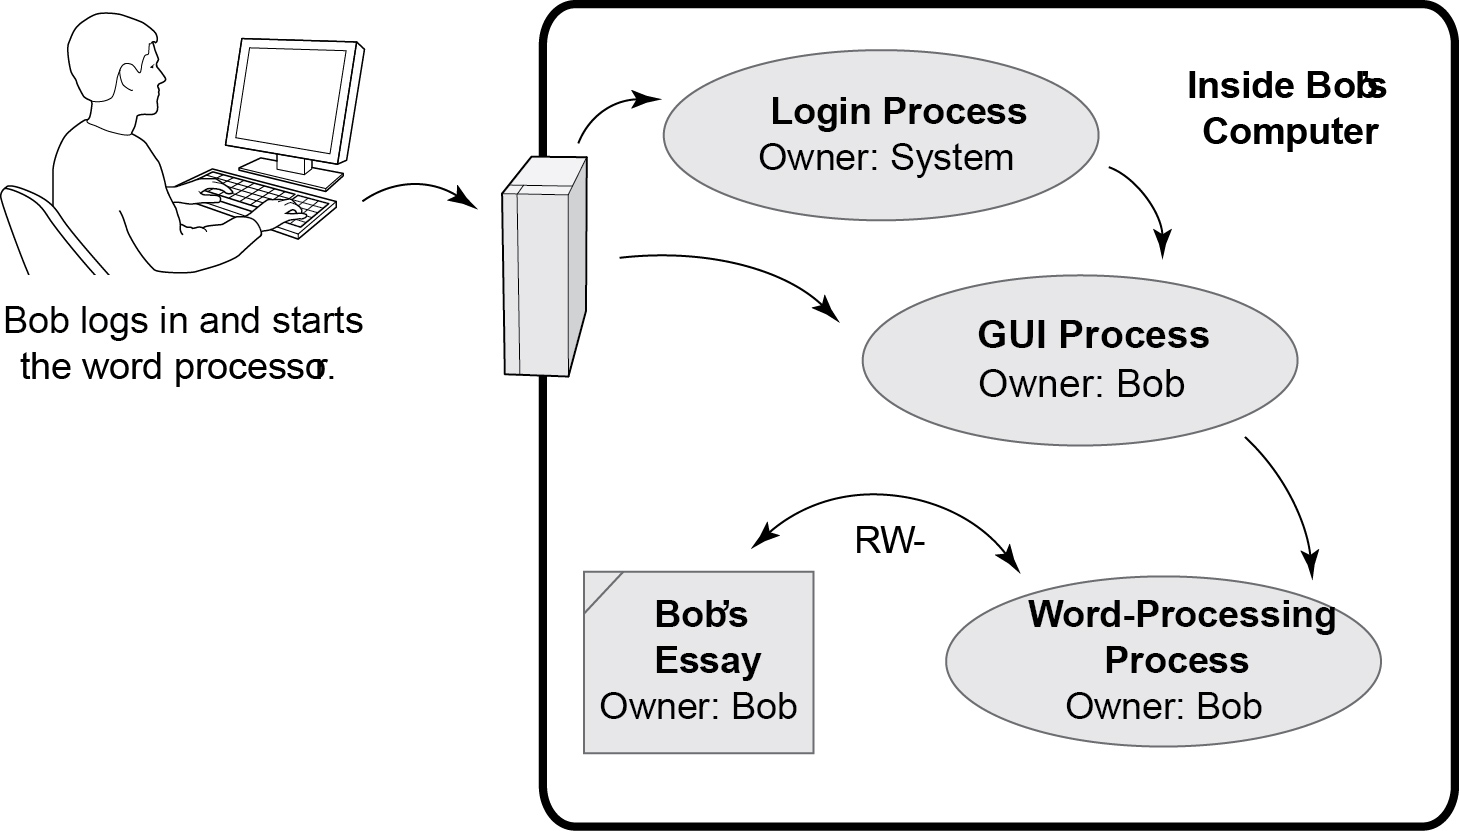 Inside Bob's
Computer
Login Process
Owner: System
Bob logs in and starts
the word processor.
GUI Process
Owner: Bob
RW-
Bob's
Essay
Owner: Bob
Word-Processing
Process
Owner: Bob